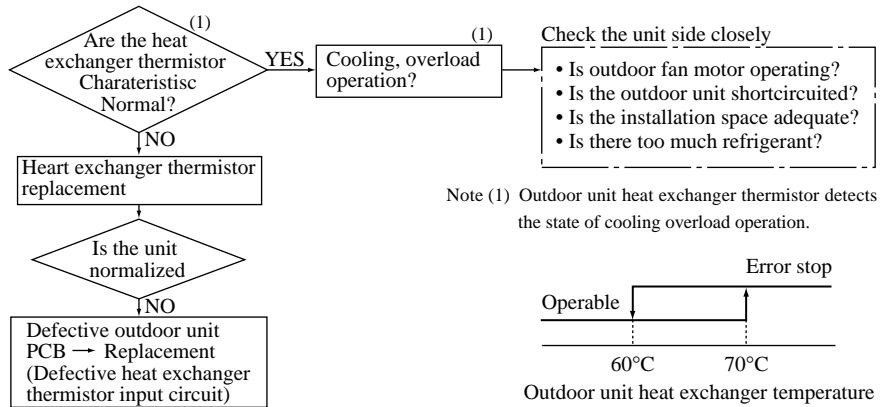 (1)
Are the heat
exchanger thermistor
Charateristisc
Normal?
YES
(1)
Cooling, overload
operation?
Check the unit side closely
• Is outdoor fan motor operating?
• Is the outdoor unit shortcircuited?
• Is the installation space adequate?
• Is there too much refrigerant?
NO
Heart exchanger thermistor
replacement
Is the unit
normalized
NO
Defective outdoor unit
PCB → Replacement
(Defective heat exchanger
thermistor input circuit)
Note (1) Outdoor unit heat exchanger thermistor detects
the state of cooling overload operation.
Error stop
Operable
60°C
70°C
Outdoor unit heat exchanger temperature